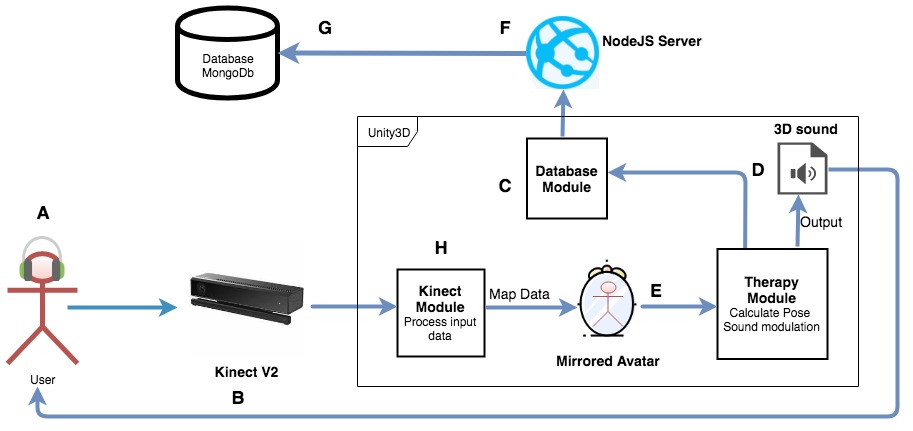 G
F
NodeJS Server
Database
MongoDb
Unity3D
3D sound
Database
Module
D
C
A
Output
H
Kinect
Module
Process input
data
Map Data
E
Therapy
Module
Calculate Pose
Sound modulation
Mirrored Avatar
Kinect V2
User
B